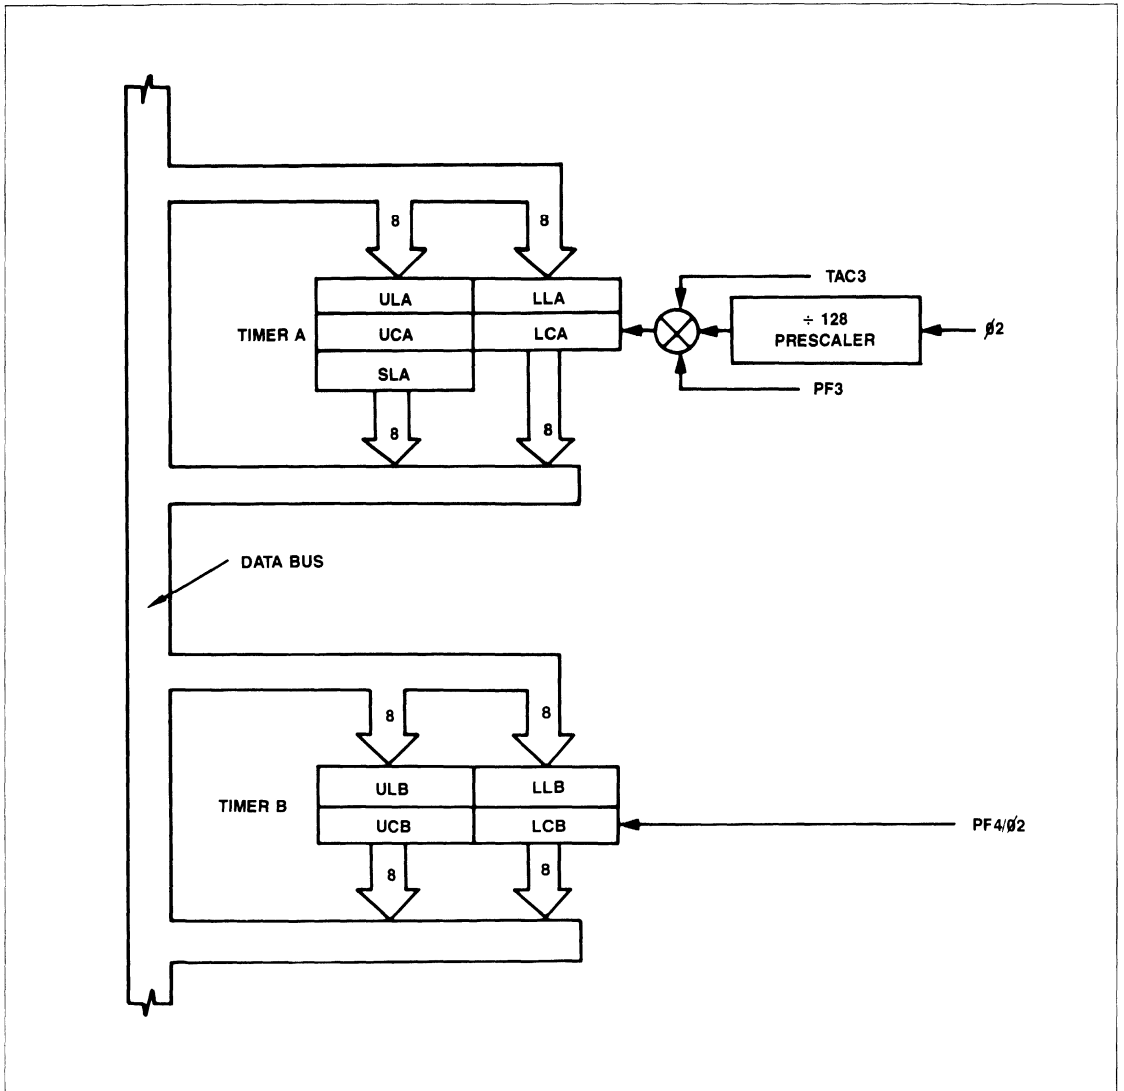 8 8
ULA LLA
TIMER A UCA LCA
SLA
TAC3
÷ 128
PRESCALER
Ø2
PF3
8 8
DATA BUS
8 8
ULB LLB
TIMER B
UCB LCB
PF4/Ø2
8 8